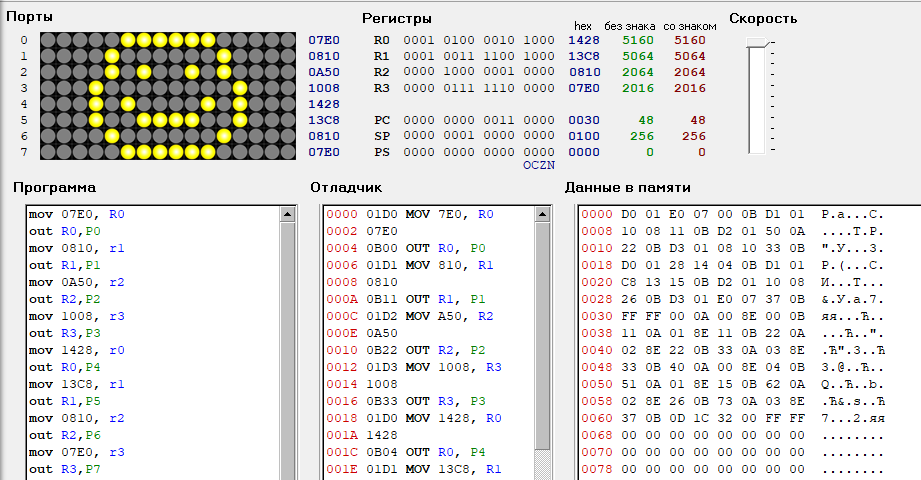 Порты
Регистры
hex без знака со знаком
Скорость
0 07E0 R0 0001 0100 0010 1000 1428 5160 5160
1 0810 R1 0001 0011 1100 1000 13C8 5064 5064
2 0A50 R2 0000 1000 0001 0000 0810 2064 2064
3 1008 R3 0000 0111 1110 0000 07E0 2016 2016
4 1428
5 13C8 PC 0000 0000 0011 0000 0030 48 48
6 0810 SP 0000 0001 0000 0000 0100 256 256
7 07E0 PS 0000 0000 0000 0000 0000 0 0
OCZN
Программа
mov 07E0, R0
out R0,P0
mov 0810, r1
out R1,P1
mov 0A50, r2
out R2,P2
mov 1008, r3
out R3,P3
mov 1428, r0
out R0,P4
mov 13C8, r1
out R1,P5
mov 0810, r2
out R2,P6
mov 07E0, r3
out R3,P7
Отладчик
0000 01D0 MOV 7E0, R0
0002 07E0
0004 0B00 OUT R0, P0
0006 01D1 MOV 810, R1
0008 0810
000A 0B11 OUT R1, P1
000C 01D2 MOV A50, R2
000E 0A50
0010 0B22 OUT R2, P2
0012 01D3 MOV 1008, R3
0014 1008
0016 0B33 OUT R3, P3
0018 01D0 MOV 1428, R0
001A 1428
001C 0B04 OUT R0, P4
001E 01D1 MOV 13C8, R1
Данные в памяти
0000 D0 01 E0 07 00 0B D1 01 Р.а...С.
0008 10 08 11 0B D2 01 50 0A ....Т.P.
0010 22 0B D3 01 08 10 33 0B ".У...3.
0018 D0 01 28 14 04 0B D1 01 Р.(...С.
0020 C8 13 15 0B D2 01 10 08 И...Т...
0028 26 0B D3 01 E0 07 37 0B &.У.а.7.
0030 FF FF 00 0A 00 8E 00 0B яя...Ћ..
0038 11 0A 01 8E 11 0B 22 0A ...Ћ..".
0040 02 8E 22 0B 33 0A 03 8E .Ћ".3..Ћ
0048 33 0B 40 0A 00 8E 04 0B 3.@..Ћ..
0050 51 0A 01 8E 15 0B 62 0A Q..Ћ..b.
0058 02 8E 26 0B 73 0A 03 8E .Ћ&.s..Ћ
0060 37 0B 0D 1C 32 00 FF FF 7...2.яя
0068 00 00 00 00 00 00 00 00 ........
0070 00 00 00 00 00 00 00 00 ........
0078 00 00 00 00 00 00 00 00 ........